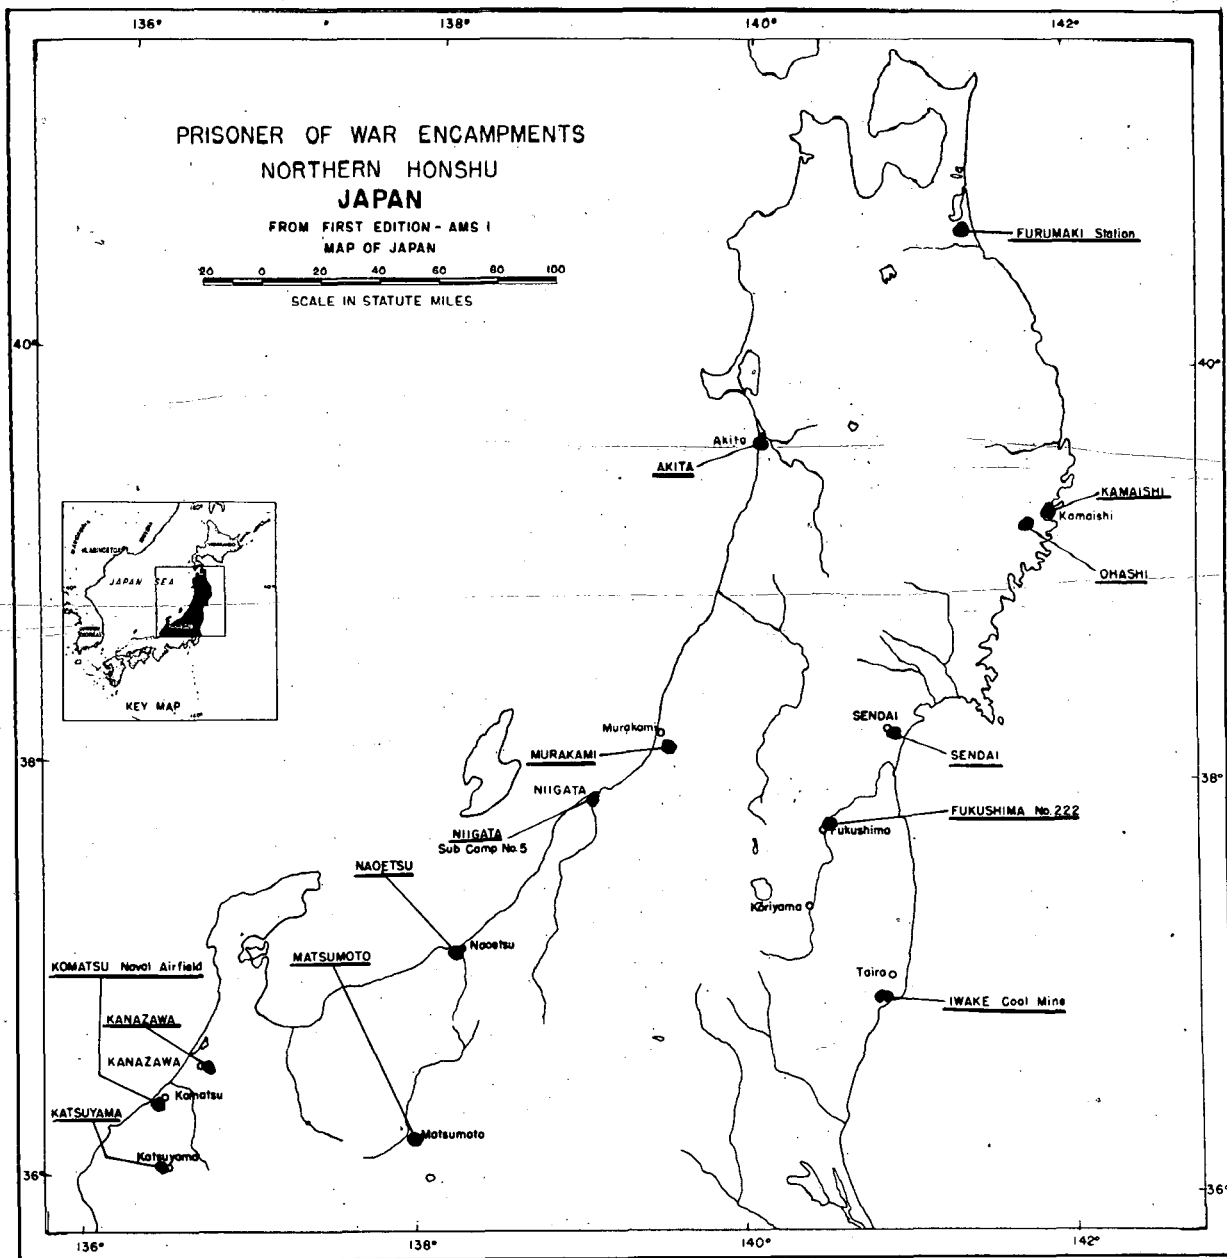 136°
138°
140°
142°
PRISONER OF WAR ENCAMPMENTS
NORTHERN HONSHU
JAPAN
FROM FIRST EDITION - AMS 1
MAP OF JAPAN
20 0 20 40 60 80 100
SCALE IN STATUTE MILES
FURUMAKI Station
40°
40°
Akita
AKITA
KAMAISHI
Kamaishi
OHASHI
JAPAN SEA
KEY MAP
Murakami
MURAKAMI
SENDAI
SENDAI
38°
38°
NIIGATA
NIIGATA
Sub Camp No. 5
FUKUSHIMA No. 222
Fukushima
NAOETSU
Naoetsu
Koriyama
MATSUMOTO
KOMATSU Naval Airfield
Taira
IWAKE Coal Mine
KANAZAWA
KANAZAWA
Komatsu
KATSUYAMA
Katsuyama
Matsumoto
36°
36°
136°
138°
140°
142°